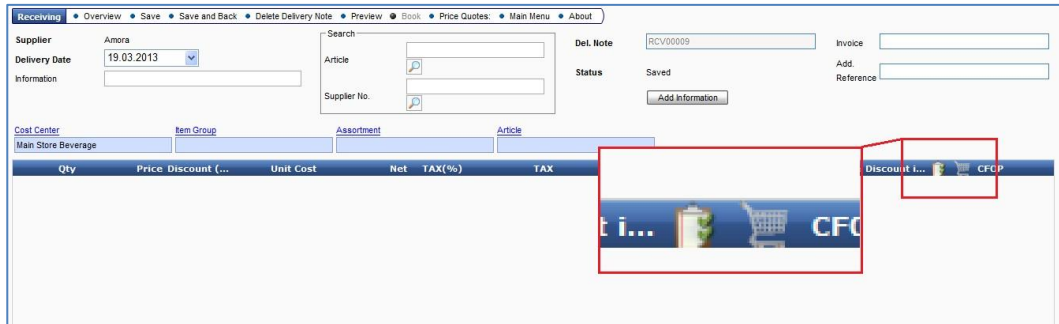 Receiving • Overview • Save • Save and Back • Delete Delivery Note • Preview • Book • Price Quotes: • Main Menu • About
Supplier Amora
Delivery Date 19.03.2013
Information
Search
Article
Supplier No.
Del. Note RCV00009
Status Saved
Add Information
Invoice
Add.
Reference
Cost Center Item Group Assortment Article
Main Store Beverage
Qty Price Discount (... Unit Cost Net TAX(%) TAX Discount i... CFOP
t i... CFO